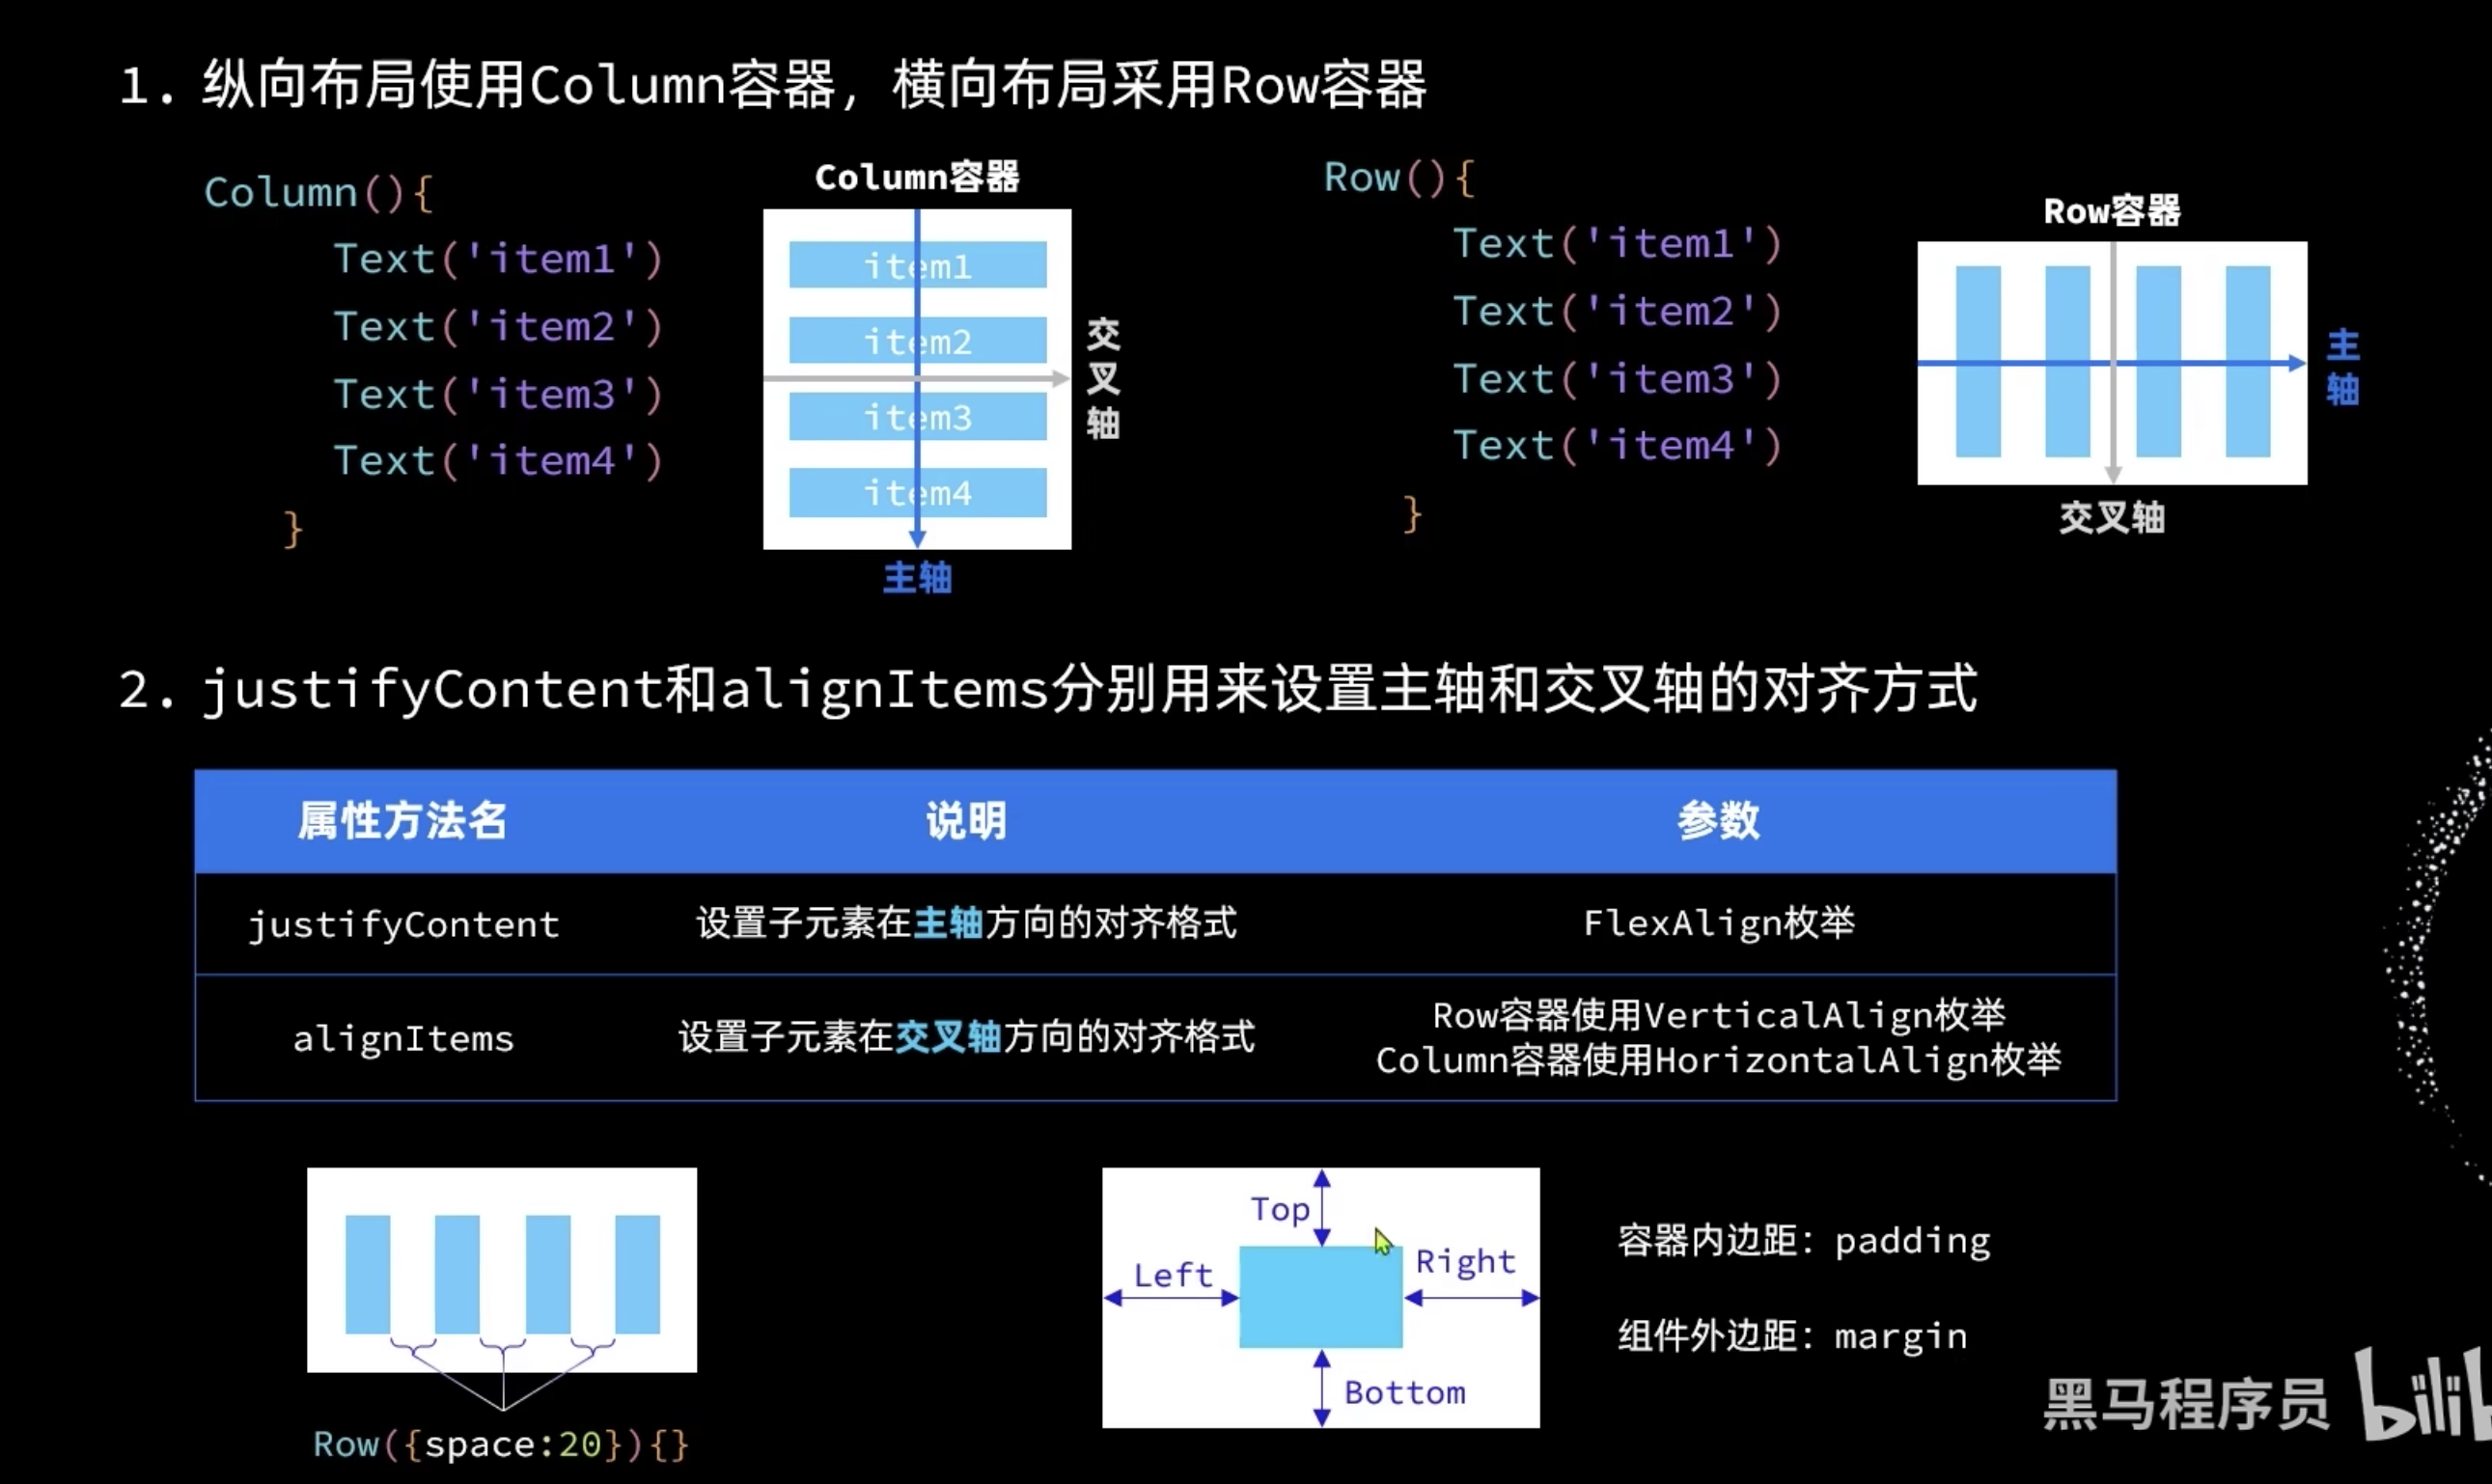 1. 纵向布局使用Column容器，横向布局采用Row容器
Column(){
Text('item1')
Text('item2')
Text('item3')
Text('item4')
}
Column容器
item1
item2
item3
item4
交叉轴
主轴
Row(){
Text('item1')
Text('item2')
Text('item3')
Text('item4')
}
Row容器
主轴
交叉轴
2. justifyContent和alignItems分别用来设置主轴和交叉轴的对齐方式
属性方法名 说明 参数
justifyContent 设置子元素在主轴方向的对齐格式 FlexAlign枚举
alignItems 设置子元素在交叉轴方向的对齐格式 Row容器使用VerticalAlign枚举
Column容器使用HorizontalAlign枚举
Row({space:20}){}
Top
Left
Right
Bottom
容器内边距：padding
组件外边距：margin
黑马程序员 bilib